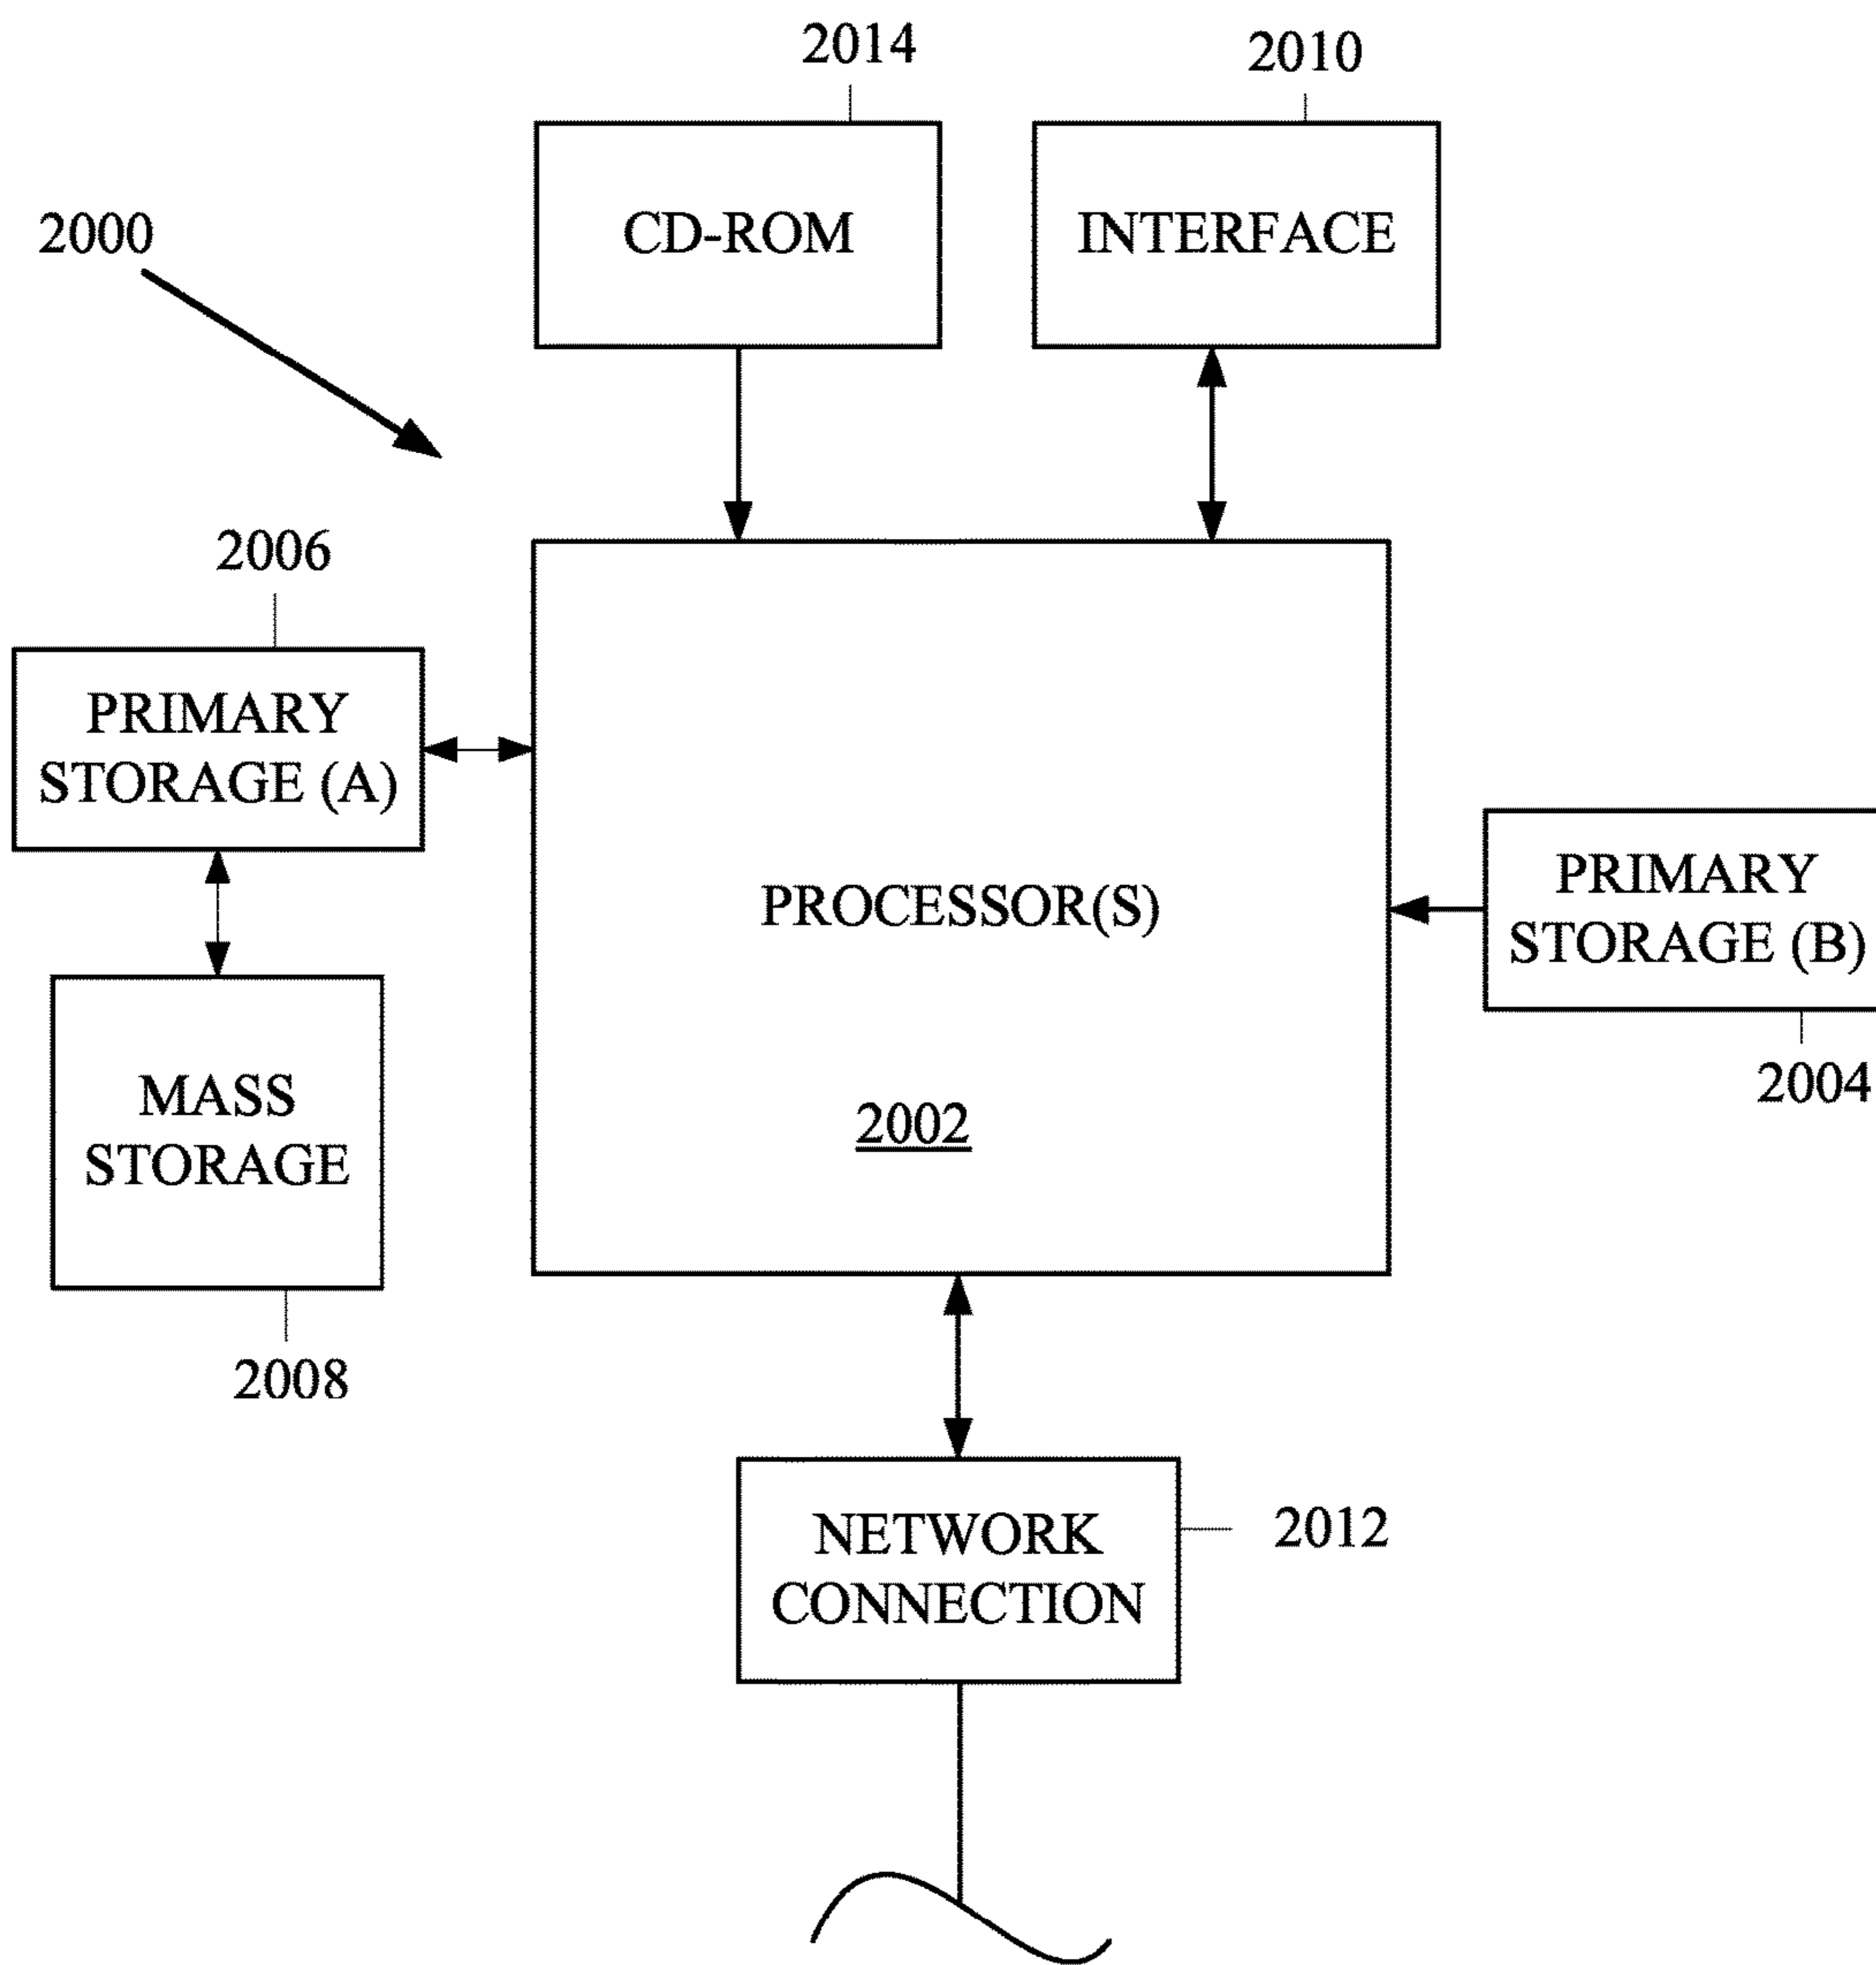 2014
2010
CD-ROM
INTERFACE
2000
2006
PRIMARY
STORAGE (A)
PROCESSOR(S)
2002
PRIMARY
STORAGE (B)
2004
MASS
STORAGE
2008
NETWORK
CONNECTION
2012